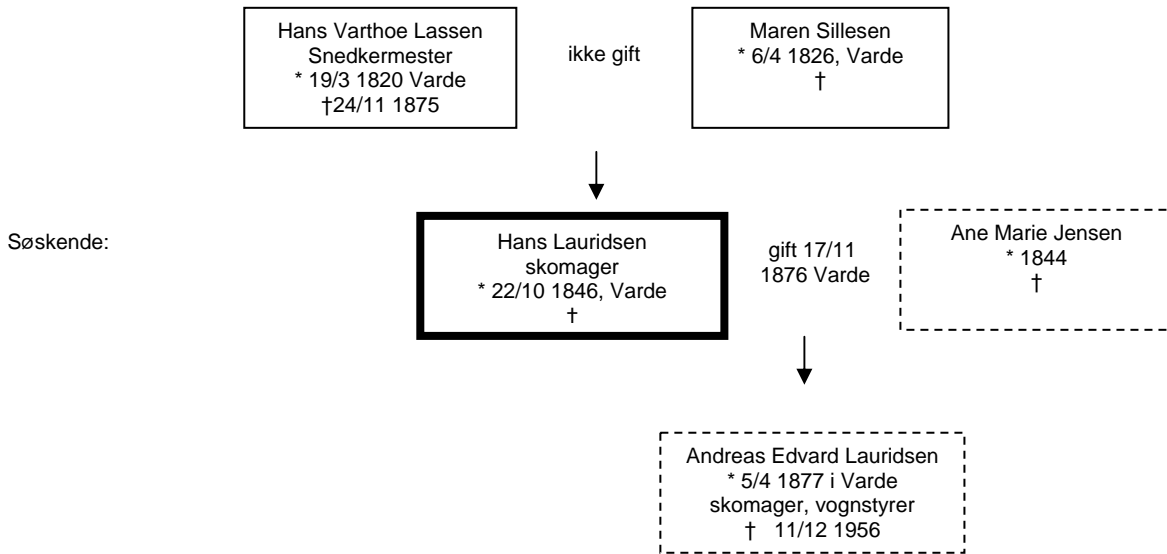 Hans Varthoe Lassen
Snedkermester
* 19/3 1820 Varde
†24/11 1875
ikke gift
Maren Sillesen
* 6/4 1826, Varde
†
Søskende:
Hans Lauridsen
skomager
* 22/10 1846, Varde
†
gift 17/11
1876 Varde
Ane Marie Jensen
* 1844
†
Andreas Edvard Lauridsen
* 5/4 1877 i Varde
skomager, vognstyrer
† 11/12 1956